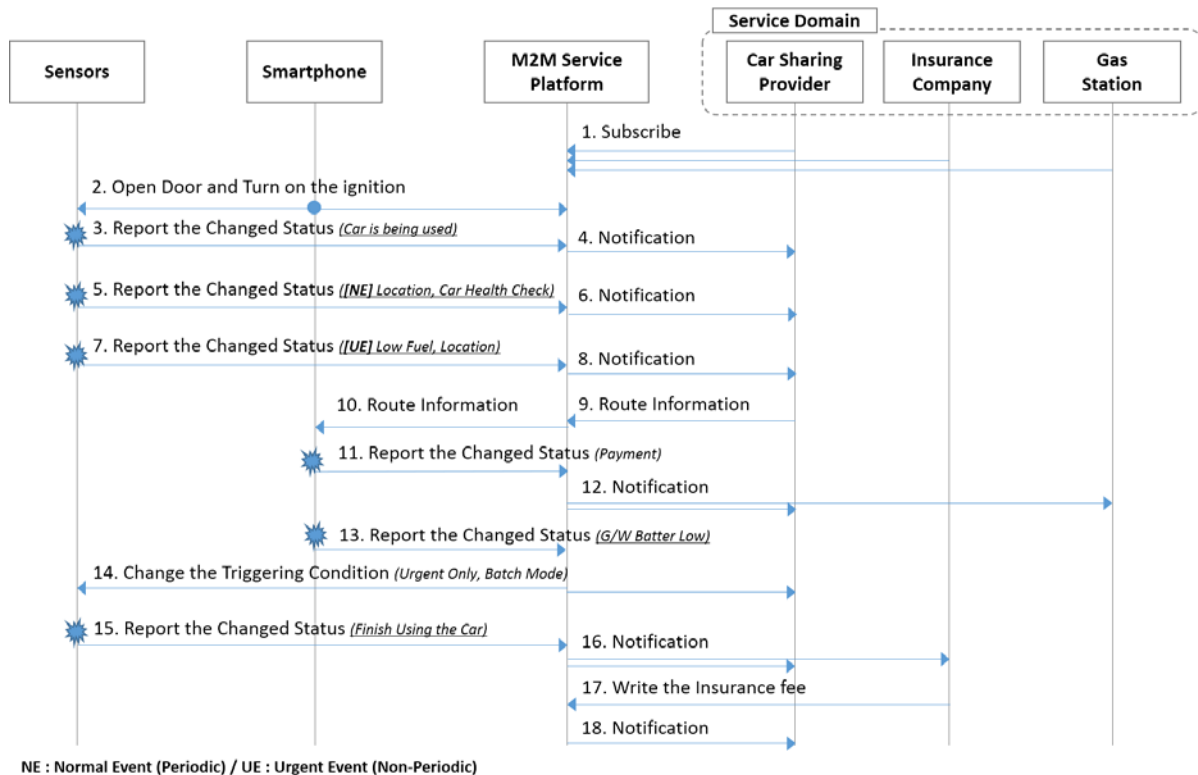 Service Domain
Sensors
Smartphone
M2M Service
Platform
Car Sharing
Provider
Insurance
Company
Gas
Station
1. Subscribe
2. Open Door and Turn on the ignition
3. Report the Changed Status (Car is being used)
4. Notification
5. Report the Changed Status ([NE] Location, Car Health Check)
6. Notification
7. Report the Changed Status ([UE] Low Fuel, Location)
8. Notification
10. Route Information
9. Route Information
11. Report the Changed Status (Payment)
12. Notification
13. Report the Changed Status (G/W Batter Low)
14. Change the Triggering Condition (Urgent Only, Batch Mode)
15. Report the Changed Status (Finish Using the Car)
16. Notification
17. Write the Insurance fee
18. Notification
NE : Normal Event (Periodic) / UE : Urgent Event (Non-Periodic)